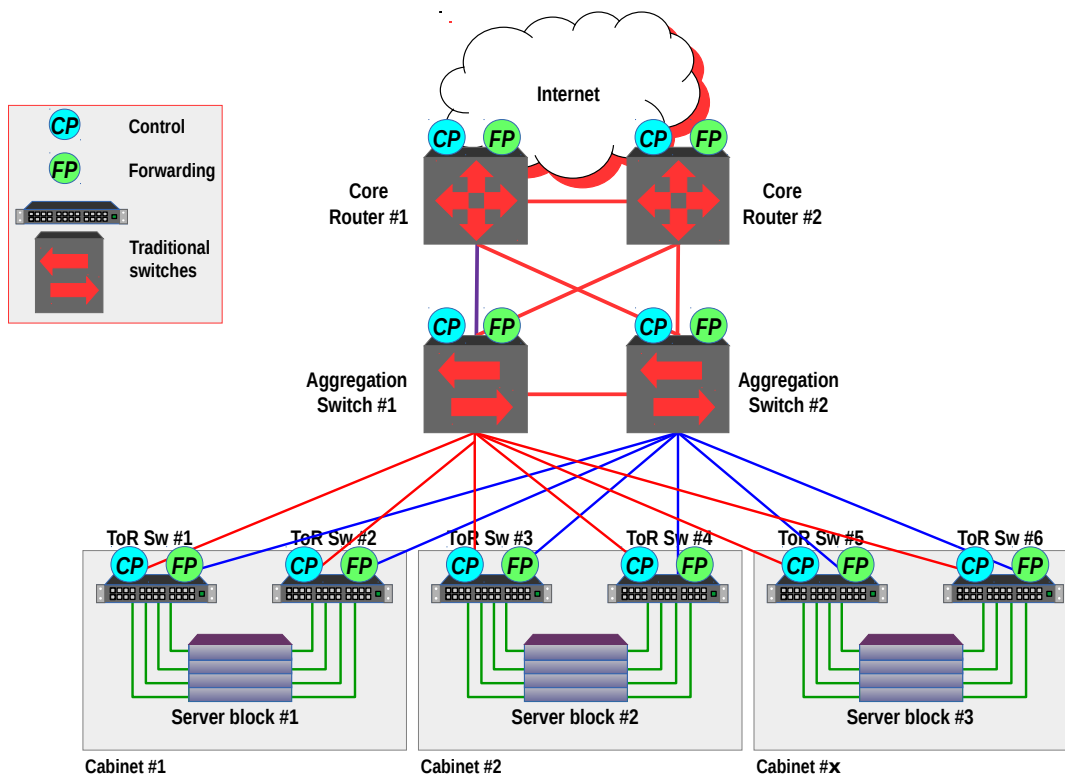 Internet
CP
Control
FP
Forwarding
Traditional
switches
CP FP
CP FP
Core
Router #1
Core
Router #2
CP FP
CP FP
Aggregation
Switch #1
Aggregation
Switch #2
ToR Sw #1
ToR Sw #2
ToR Sw #3
ToR Sw #4
ToR Sw #5
ToR Sw #6
CP FP
CP FP
CP FP
CP FP
CP FP
CP FP
Server block #1
Server block #2
Server block #3
Cabinet #1
Cabinet #2
Cabinet #x